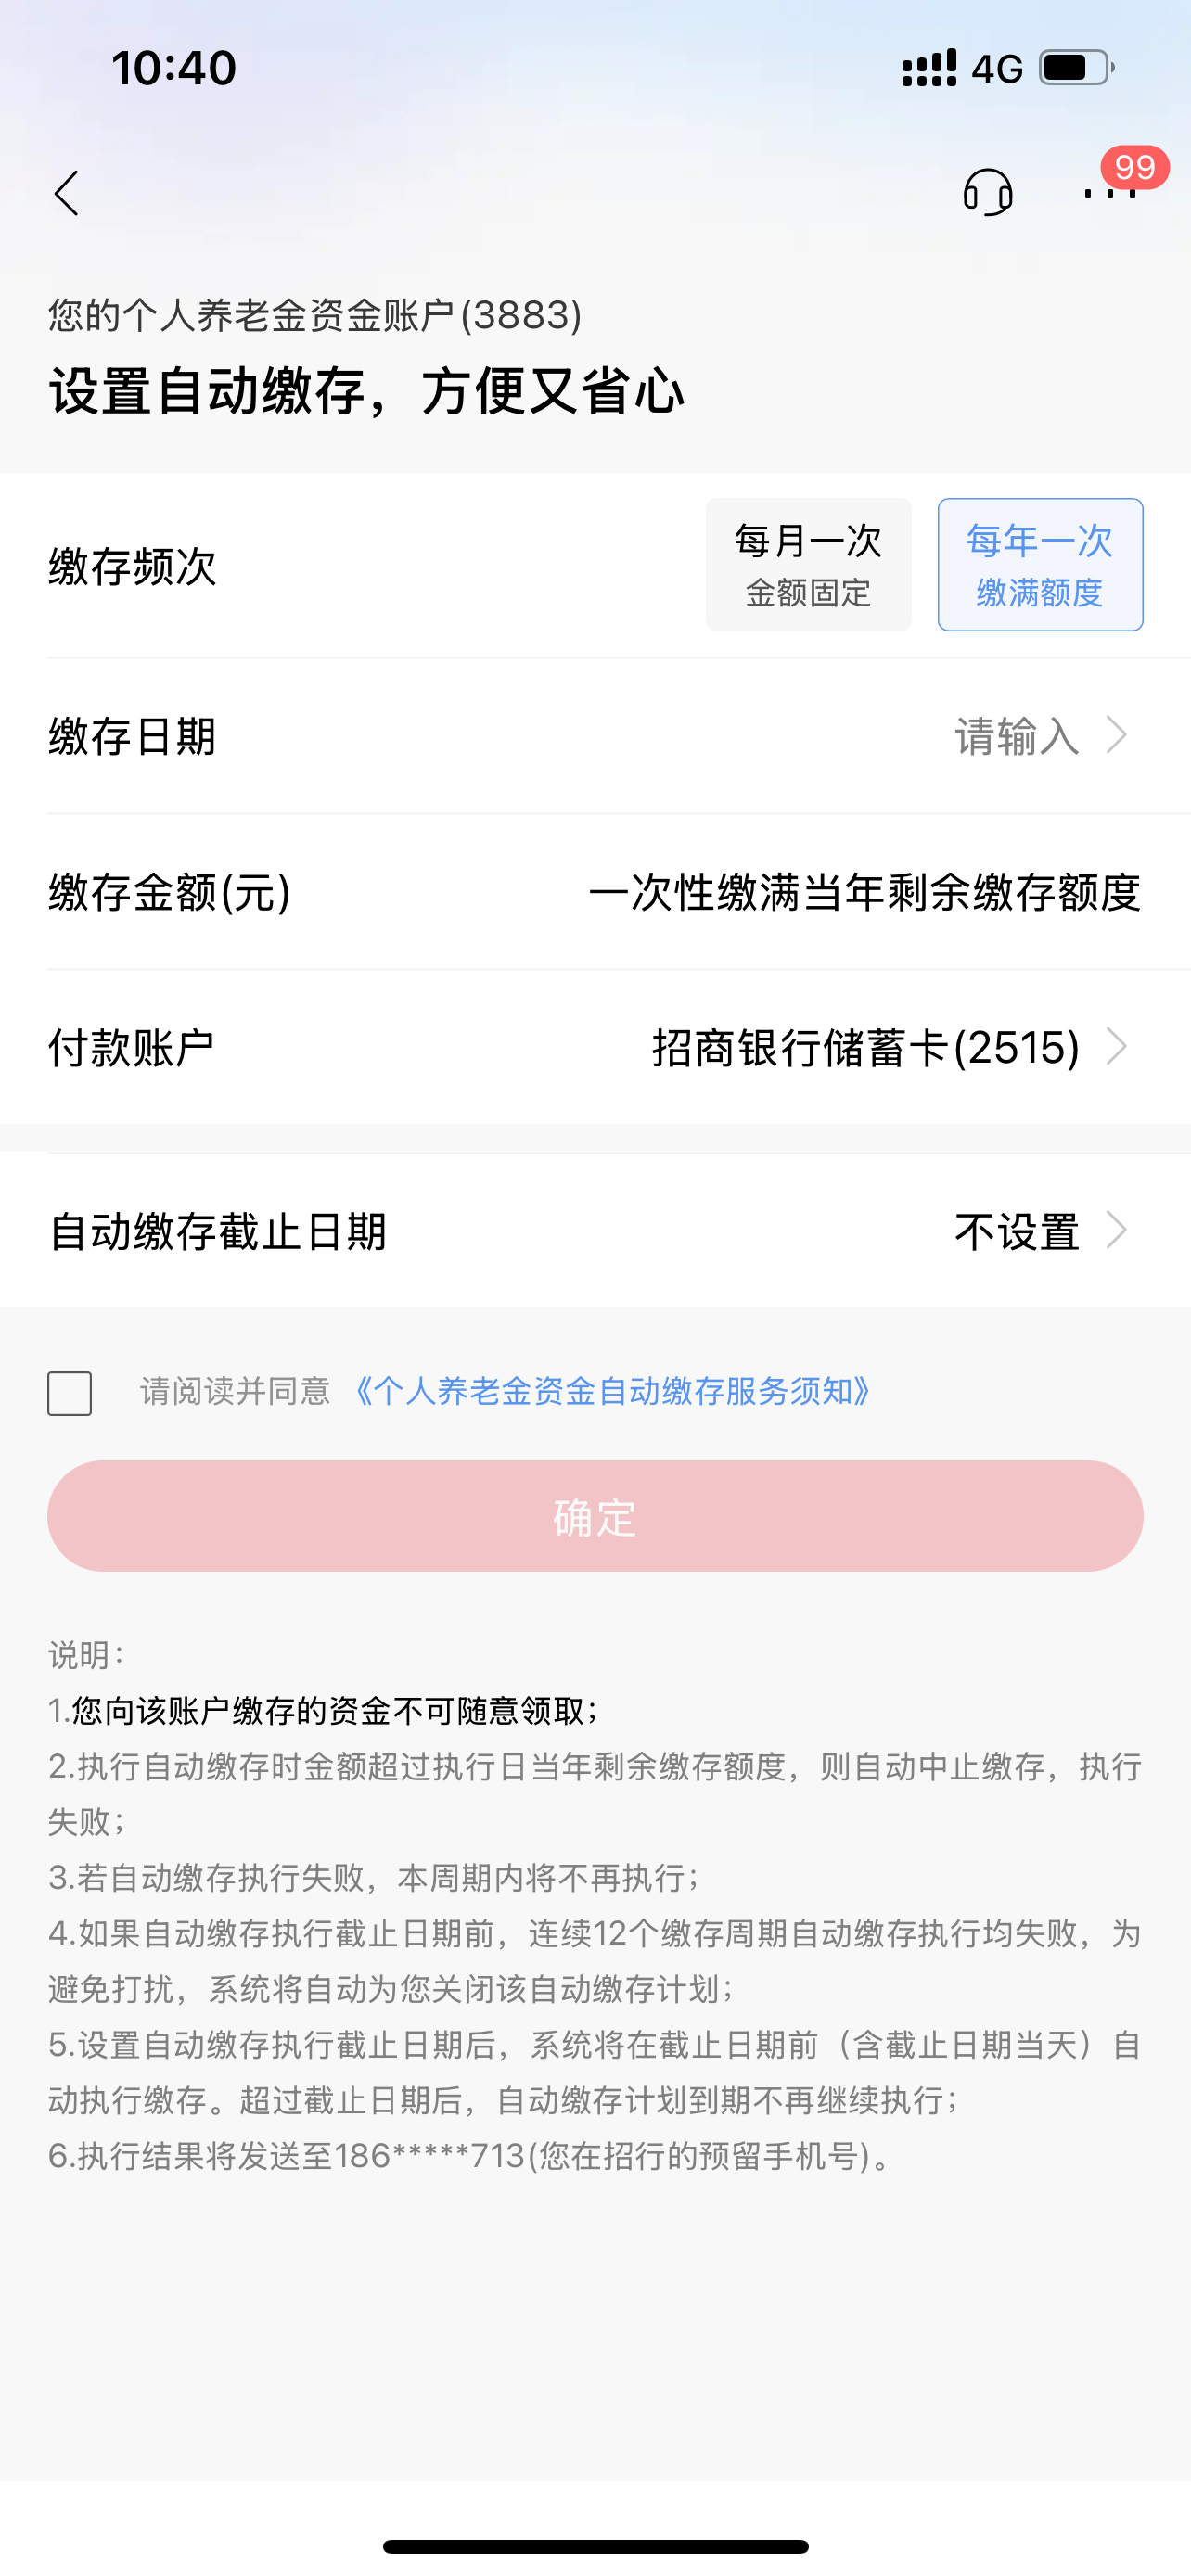 10:40
4G
99
您的个人养老金资金账户(3883)
设置自动缴存，方便又省心
缴存频次
每月一次
金额固定
每年一次
缴满额度
缴存日期
请输入
缴存金额(元)
一次性缴满当年剩余缴存额度
付款账户
招商银行储蓄卡(2515)
自动缴存截止日期
不设置
请阅读并同意《个人养老金资金自动缴存服务须知》
确定
说明：
1.您向该账户缴存的资金不可随意领取；
2.执行自动缴存时金额超过执行日当年剩余缴存额度，则自动中止缴存，执行
失败；
3.若自动缴存执行失败，本周期内将不再执行；
4.如果自动缴存执行截止日期前，连续12个缴存周期自动缴存执行均失败，为
避免打扰，系统将自动为您关闭该自动缴存计划；
5.设置自动缴存执行截止日期后，系统将在截止日期前（含截止日期当天）自
动执行缴存。超过截止日期后，自动缴存计划到期不再继续执行；
6.执行结果将发送至186*****713(您在招行的预留手机号)。